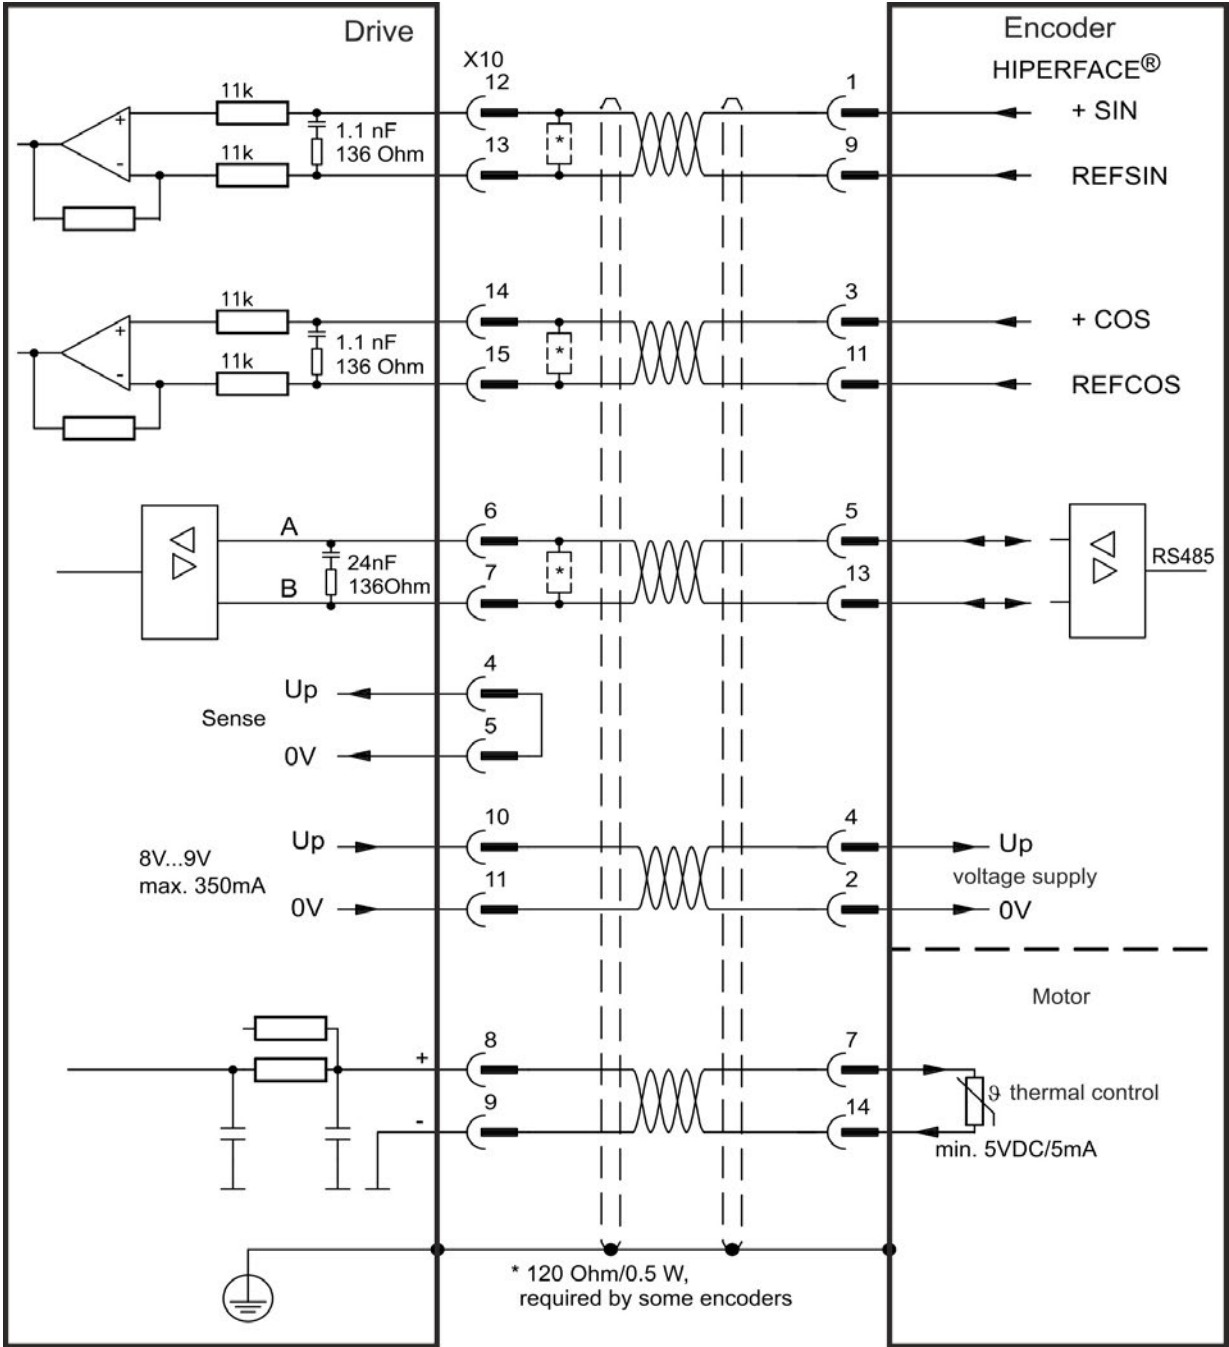 Drive
Encoder
X10
HIPERFACE®
11k
12
1
+ SIN
+
1.1 nF
136 Ohm
*
11k
13
9
-
REFSIN
11k
14
3
+ COS
+
1.1 nF
136 Ohm
*
11k
15
11
-
REFCOS
A
6
5
24nF
136Ohm
*
RS485
B
7
13
Up
4
Sense
0V
5
Up
10
4
Up
8V...9V
max. 350mA
voltage supply
0V
11
2
0V
Motor
+
8
7
ϑ thermal control
-
9
14
min. 5VDC/5mA
* 120 Ohm/0.5 W,
required by some encoders